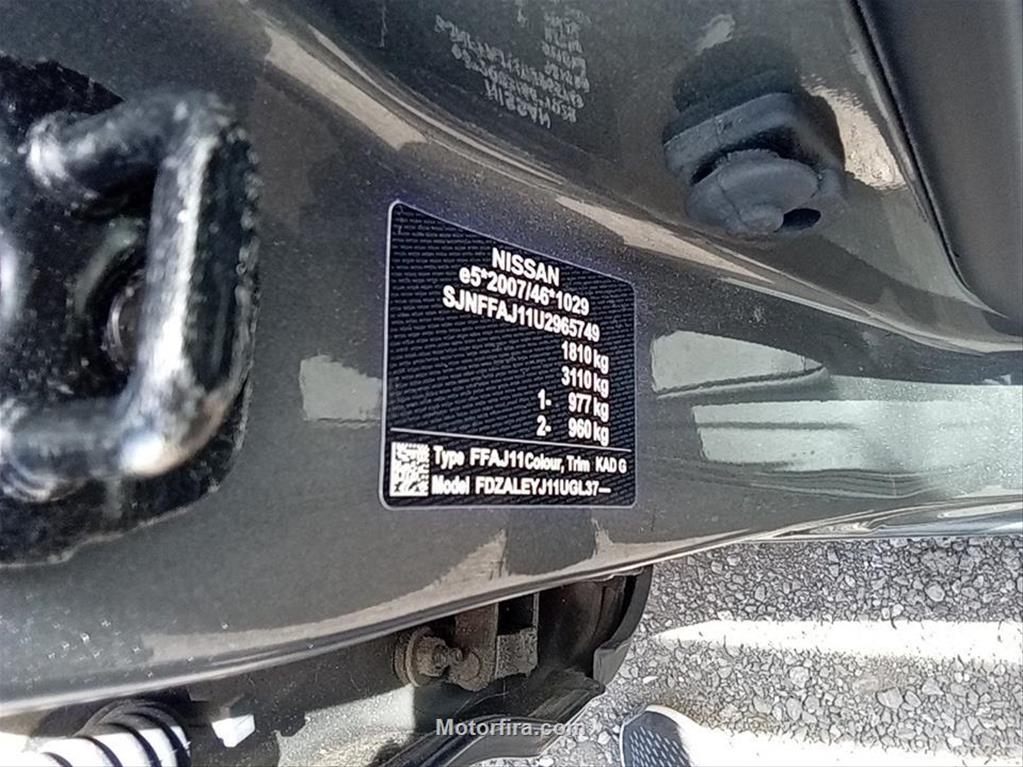 NISSAN
e5*2007/46*1029
SJNFFAJ11U2965749
1810 kg
3110 kg
1- 977 kg
2- 960 kg
Type FFAJ11 Colour, Trim KAD G
Model FDZALEYJ11UGL37—
Motorfira.com